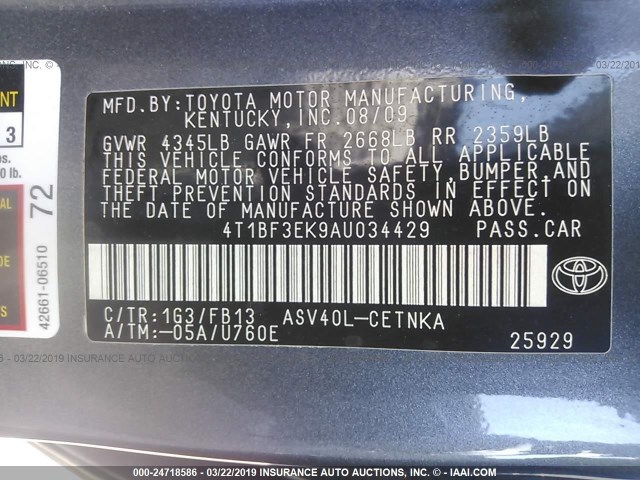 MFD.BY:TOYOTA MOTOR MANUFACTURING,
KENTUCKY,INC.08/09
GVWR 4345LB GAWR FR 2668LB RR 2359LB
THIS VEHICLE CONFORMS TO ALL APPLICABLE
FEDERAL MOTOR VEHICLE SAFETY,BUMPER,AND
THEFT PREVENTION STANDARDS IN EFFECT ON
THE DATE OF MANUFACTURE SHOWN ABOVE.
4T1BF3EK9AU034429 PASS.CAR
C/TR:1G3/FB13 ASV40L-CETNKA
A/TM:-05A/U760E
25929
TOYOTA
3
42661-06510 72
000-24718586 - 03/22/2019 - INSURANCE AUTO AUCTIONS, INC. - © - IAAI.COM